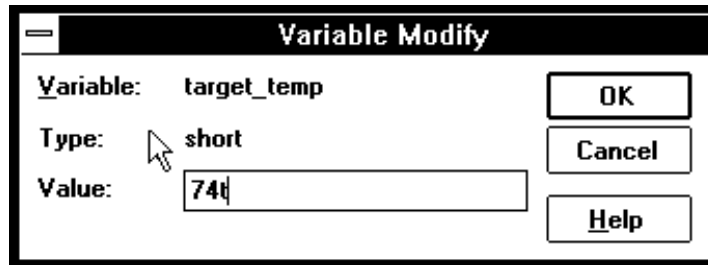 Variable Modify
Variable: target_temp
OK
Type: short
Cancel
Value: 74t
Help